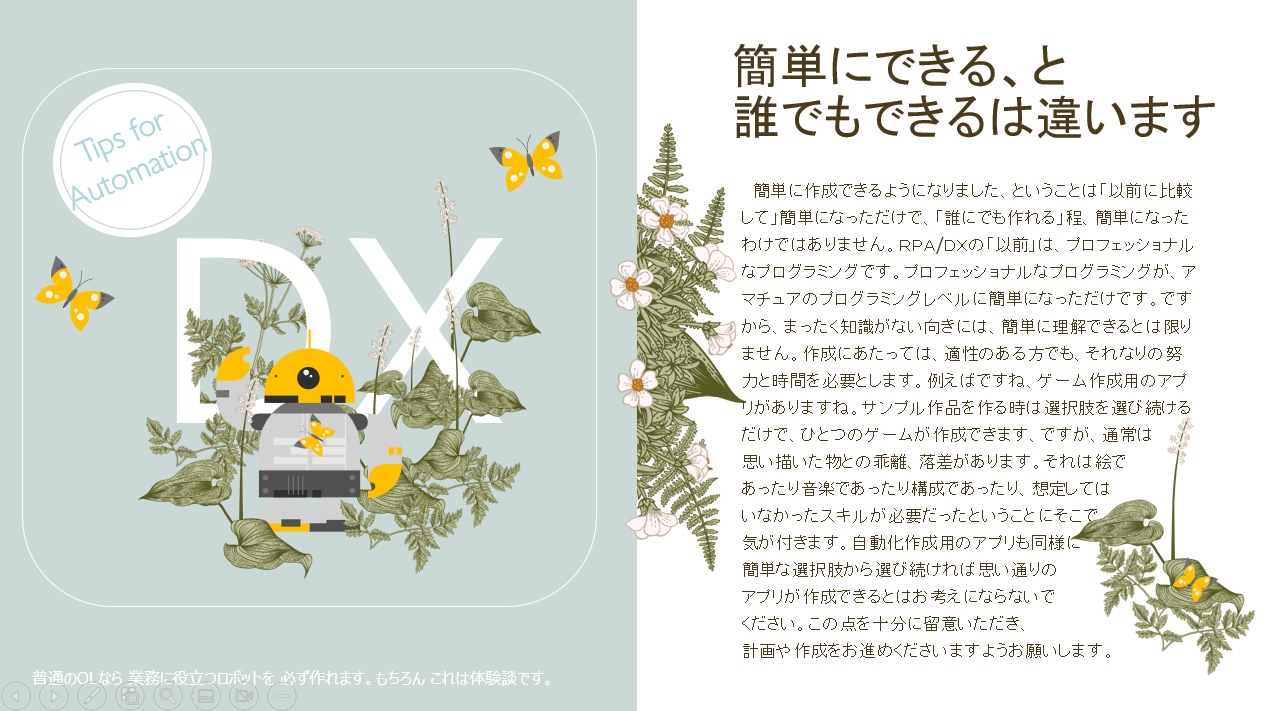 Tips for
Automation
DX
普通のOLなら 業務に役立つロボットを 必ず作れます。もちろん これは体験談です。
簡単にできる、と
誰でもできるは違います
簡単に作成できるようになりました、ということは「以前に比較
して」簡単になっただけで、「誰にでも作れる」程、簡単になった
わけではありません。RPA/DXの「以前」は、プロフェッショナル
なプログラミングです。プロフェッショナルなプログラミングが、ア
マチュアのプログラミングレベルに簡単になっただけです。です
から、まったく知識がない向きには、簡単に理解できるとは限り
ません。作成にあたっては、適性のある方でも、それなりの努
力と時間を必要とします。例えばですね、ゲーム作成用のアプ
リがありますね。サンプル作品を作る時は選択肢を選び続ける
だけで、ひとつのゲームが作成できます、ですが、通常は
思い描いた物との乖離、落差があります。それは絵で
あったり音楽であったり構成であったり、想定しては
いなかったスキルが必要だったということにそこで
気が付きます。自動化作成用のアプリも同様に
簡単な選択肢から選び続ければ思い通りの
アプリが作成できるとはお考えにならないで
ください。この点を十分に留意いただき、
計画や作成をお進めくださいますようお願いします。